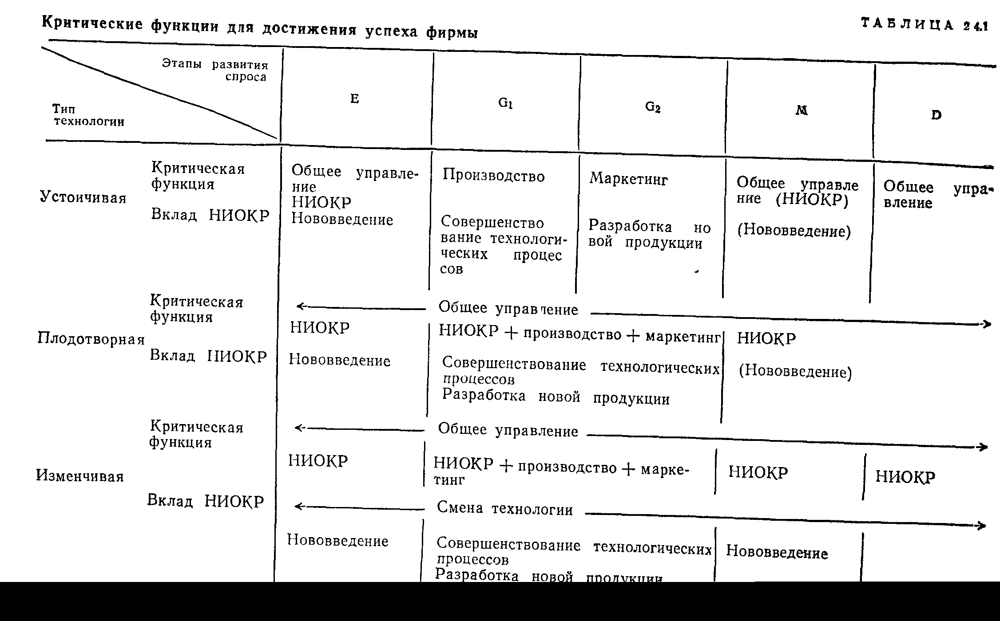 Критические функции для достижения успеха фирмы
ТАБЛИЦА 24.1
Этапы развития
спроса
Тип
технологии
E
G1
G2
M
D
Устоичивая
Критическая
функция
Вклад НИОКР
Общее управле-
ние
НИОКР
Нововведение
Производство
Совершенство
вание технологи-
ческих процес
сов
Маркетинг
Разработка но
вой продукции
Общее управле
ние (НИОКР)
(Нововведение)
Общее упра-
вление
Плодотворная
Критическая
функция
Вклад НИОКР
Общее управление
НИОКР
НИОКР + производство + маркетинг
НИОКР
Нововведение
Совершенствование технологических
процессов
Разработка новой продукции
(Нововведение)
Изменчивая
Критическая
функция
Вклад НИОКР
Общее управление
НИОКР
НИОКР + производство + марке-
тинг
НИОКР
НИОКР
Смена технологии
Нововведение
Совершенствование технологических
процессов
Разработка новой продукции
Нововведение